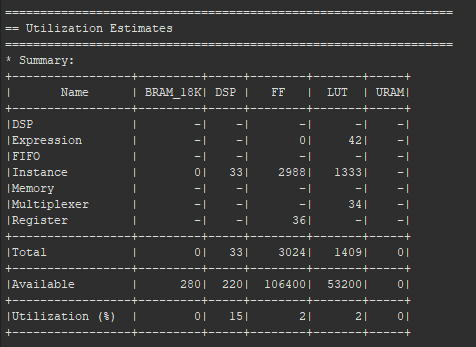 ================================================================
== Utilization Estimates
================================================================
* Summary:
+-----------------+---------+-----+--------+-------+-----+
|       Name      | BRAM_18K| DSP |   FF   |  LUT  | URAM|
+-----------------+---------+-----+--------+-------+-----+
|DSP              |        -|    -|       -|      -|    -|
|Expression       |        -|    -|       0|     42|    -|
|FIFO             |        -|    -|       -|      -|    -|
|Instance         |        0|   33|    2988|   1333|    -|
|Memory           |        -|    -|       -|      -|    -|
|Multiplexer      |        -|    -|       -|     34|    -|
|Register         |        -|    -|      36|      -|    -|
+-----------------+---------+-----+--------+-------+-----+
|Total            |        0|   33|    3024|   1409|    0|
+-----------------+---------+-----+--------+-------+-----+
|Available        |      280|  220|  106400|  53200|    0|
+-----------------+---------+-----+--------+-------+-----+
|Utilization (%)  |        0|   15|       2|      2|    0|
+-----------------+---------+-----+--------+-------+-----+